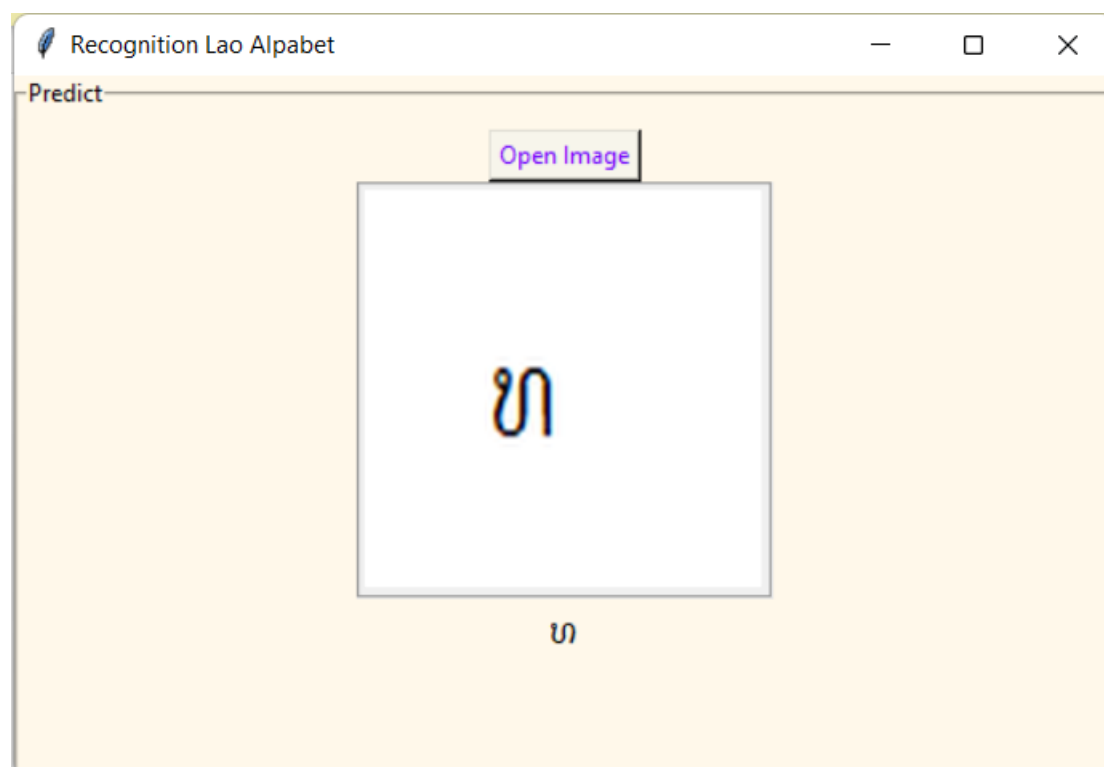 Recognition Lao Alpabet
Predict
Open Image
ຫ
ຫ